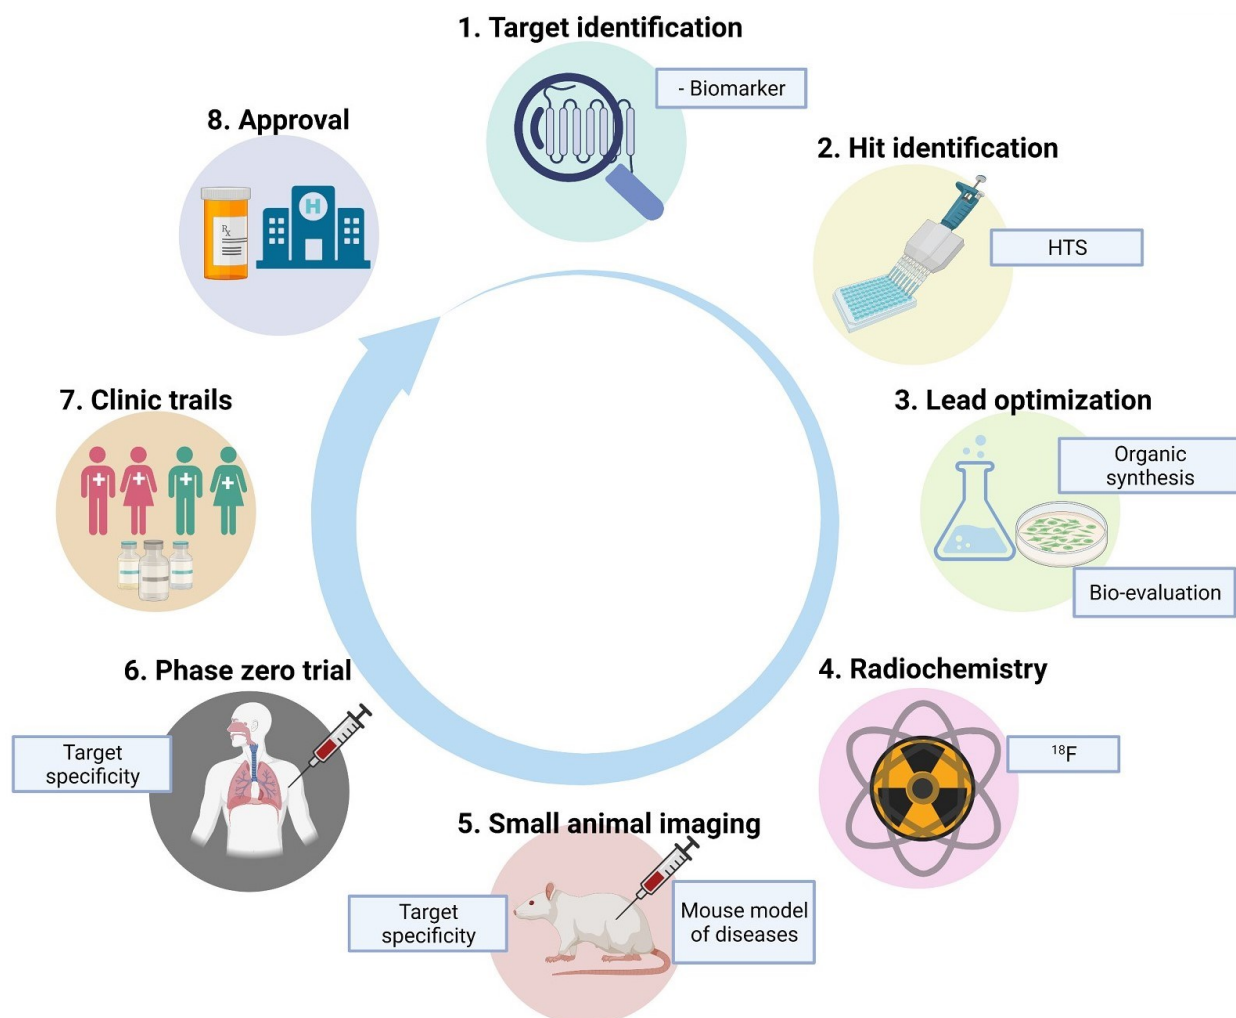 1. Target identification
- Biomarker
2. Hit identification
HTS
3. Lead optimization
Organic
synthesis
Bio-evaluation
4. Radiochemistry
¹⁸F
5. Small animal imaging
Target
specificity
Mouse model
of diseases
6. Phase zero trial
Target
specificity
7. Clinic trails
8. Approval
Rx
H